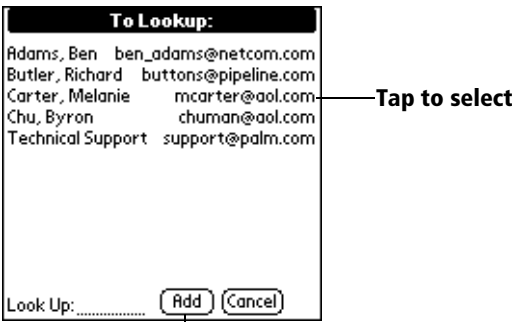 To Lookup:
Adams, Ben ben_adams@netcom.com
Butler, Richard buttons@pipeline.com
Carter, Melanie mcarter@aol.com
Tap to select
Chu, Byron chuman@aol.com
Technical Support support@palm.com
Look Up: Add Cancel